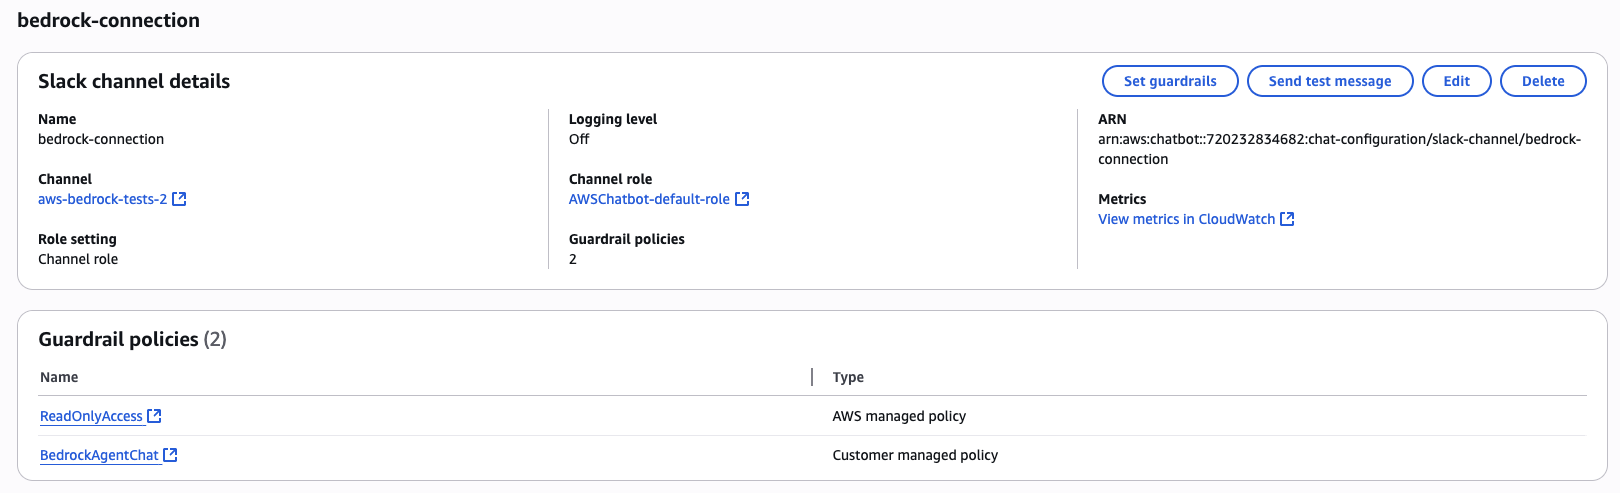 bedrock-connection
Slack channel details
Set guardrails
Send test message
Edit
Delete
Name
bedrock-connection
Channel
aws-bedrock-tests-2
Role setting
Channel role
Logging level
Off
Channel role
AWSChatbot-default-role
Guardrail policies
2
ARN
arn:aws:chatbot::720232834682:chat-configuration/slack-channel/bedrock-
connection
Metrics
View metrics in CloudWatch
Guardrail policies (2)
Name
Type
ReadOnlyAccess
AWS managed policy
BedrockAgentChat
Customer managed policy